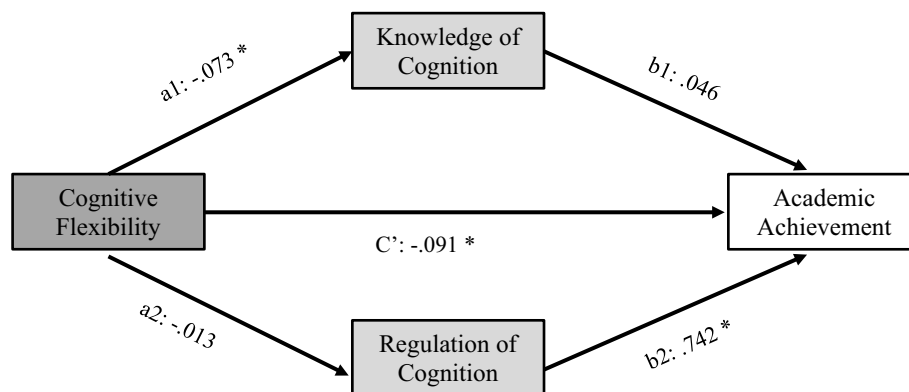 Knowledge of
Cognition
a1: -.073 *
b1: .046
Cognitive
Flexibility
C’: -.091 *
Academic
Achievement
a2: -.013
Regulation of
Cognition
b2: .742 *